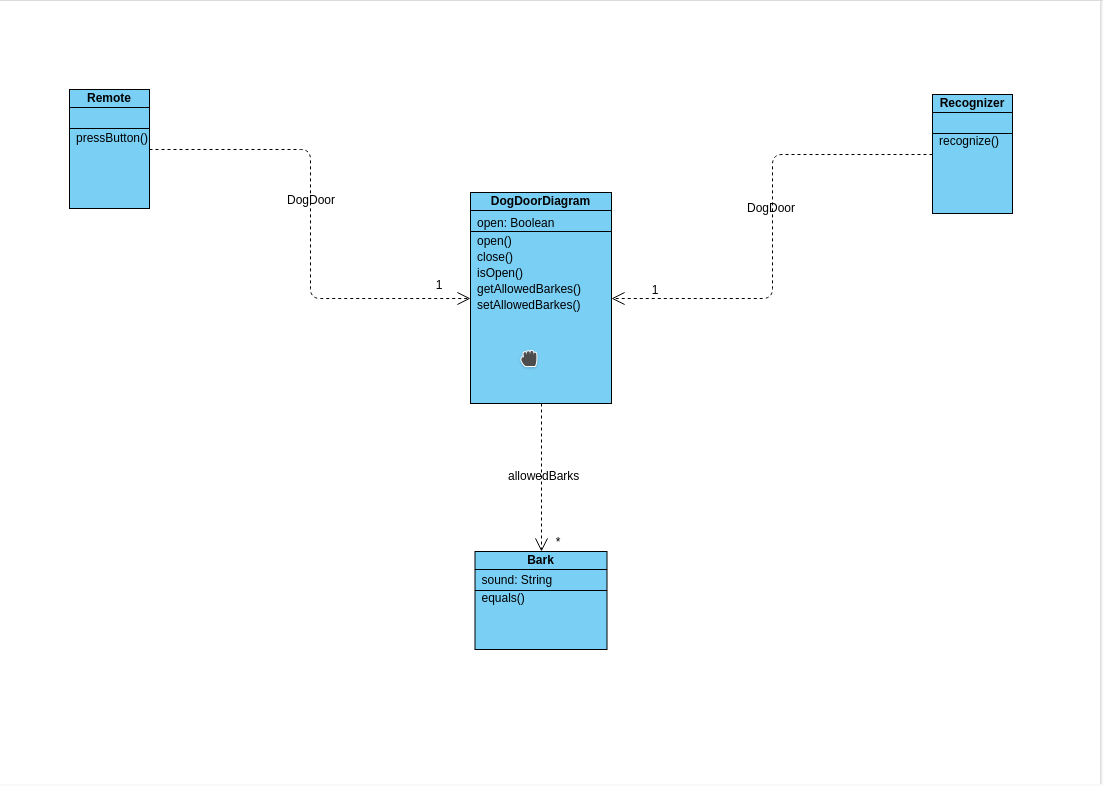 Remote
pressButton()
Recognizer
recognize()
DogDoor
DogDoor
DogDoorDiagram
open: Boolean
open()
close()
isOpen()
getAllowedBarkes()
setAllowedBarkes()
1
1
allowedBarks
*
Bark
sound: String
equals()